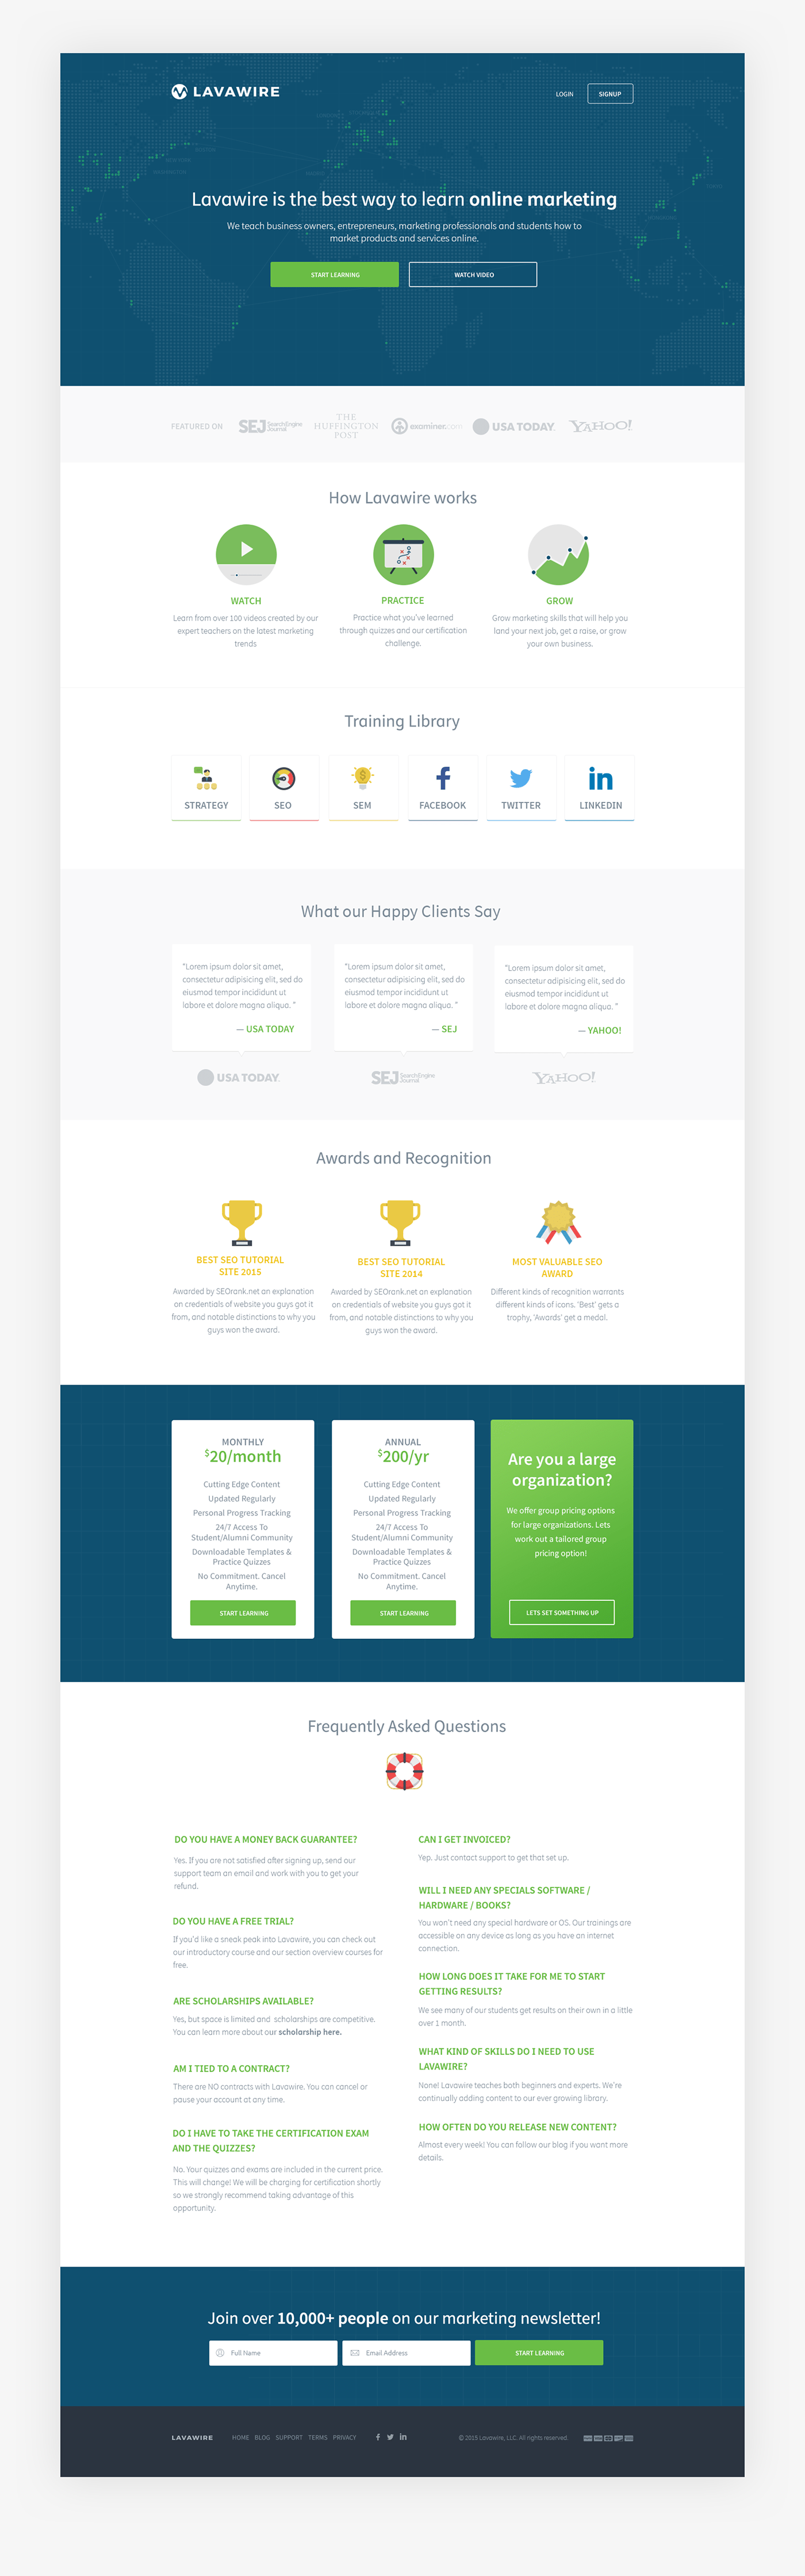 LAVAWIRE
LOGIN
SIGNUP
Lavawire is the best way to learn online marketing
We teach business owners, entrepreneurs, marketing professionals and students how to
market products and services online.
START LEARNING
WATCH VIDEO
FEATURED ON
SEJ SearchEngine
Journal
THE
HUFFINGTON
POST
examiner.com
USA TODAY
YAHOO!
How Lavawire works
WATCH
Learn from over 100 videos created by our
expert teachers on the latest marketing
trends
PRACTICE
Practice what you've learned
through quizzes and our certification
challenge.
GROW
Grow marketing skills that will help you
land your next job, get a raise, or grow
your own business.
Training Library
STRATEGY
SEO
SEM
FACEBOOK
TWITTER
LINKEDIN
What our Happy Clients Say
"Lorem ipsum dolor sit amet,
consectetur adipisicing elit, sed do
eiusmod tempor incididunt ut
labore et dolore magna aliqua. "
— USA TODAY
USA TODAY
"Lorem ipsum dolor sit amet,
consectetur adipisicing elit, sed do
eiusmod tempor incididunt ut
labore et dolore magna aliqua. "
— SEJ
SEJ SearchEngine
Journal
"Lorem ipsum dolor sit amet,
consectetur adipisicing elit, sed do
eiusmod tempor incididunt ut
labore et dolore magna aliqua. "
— YAHOO!
YAHOO!
Awards and Recognition
BEST SEO TUTORIAL
SITE 2015
Awarded by SEOrank.net an explanation
on credentials of website you guys got it
from, and notable distinctions to why you
guys won the award.
BEST SEO TUTORIAL
SITE 2014
Awarded by SEOrank.net an explanation
on credentials of website you guys got it
from, and notable distinctions to why you
guys won the award.
MOST VALUABLE SEO
AWARD
Different kinds of recognition warrants
different kinds of icons. 'Best' gets a
trophy, 'Awards' get a medal.
MONTHLY
$20/month
Cutting Edge Content
Updated Regularly
Personal Progress Tracking
24/7 Access To
Student/Alumni Community
Downloadable Templates &
Practice Quizzes
No Commitment. Cancel
Anytime.
START LEARNING
ANNUAL
$200/yr
Cutting Edge Content
Updated Regularly
Personal Progress Tracking
24/7 Access To
Student/Alumni Community
Downloadable Templates &
Practice Quizzes
No Commitment. Cancel
Anytime.
START LEARNING
Are you a large
organization?
We offer group pricing options
for large organizations. Lets
work out a tailored group
pricing option!
LETS SET SOMETHING UP
Frequently Asked Questions
DO YOU HAVE A MONEY BACK GUARANTEE?
Yes. If you are not satisfied after signing up, send our
support team an email and work with you to get your
refund.
DO YOU HAVE A FREE TRIAL?
If you'd like a sneak peak into Lavawire, you can check out
our introductory course and our section overview courses for
free.
ARE SCHOLARSHIPS AVAILABLE?
Yes, but space is limited and scholarships are competitive.
You can learn more about our scholarship here.
AM I TIED TO A CONTRACT?
There are NO contracts with Lavawire. You can cancel or
pause your account at any time.
DO I HAVE TO TAKE THE CERTIFICATION EXAM
AND THE QUIZZES?
No. Your quizzes and exams are included in the current price.
This will change! We will be charging for certification shortly
so we strongly recommend taking advantage of this
opportunity.
CAN I GET INVOICED?
Yep. Just contact support to get that set up.
WILL I NEED ANY SPECIALS SOFTWARE /
HARDWARE / BOOKS?
You won't need any special hardware or OS. Our trainings are
accessible on any device as long as you have an internet
connection.
HOW LONG DOES IT TAKE FOR ME TO START
GETTING RESULTS?
We see many of our students get results on their own in a little
over 1 month.
WHAT KIND OF SKILLS DO I NEED TO USE
LAVAWIRE?
None! Lavawire teaches both beginners and experts. We're
continually adding content to our ever growing library.
HOW OFTEN DO YOU RELEASE NEW CONTENT?
Almost every week! You can follow our blog if you want more
details.
Join over 10,000+ people on our marketing newsletter!
Full Name
Email Address
START LEARNING
LAVAWIRE
HOME BLOG SUPPORT TERMS PRIVACY
© 2015 Lavawire, LLC. All rights reserved.